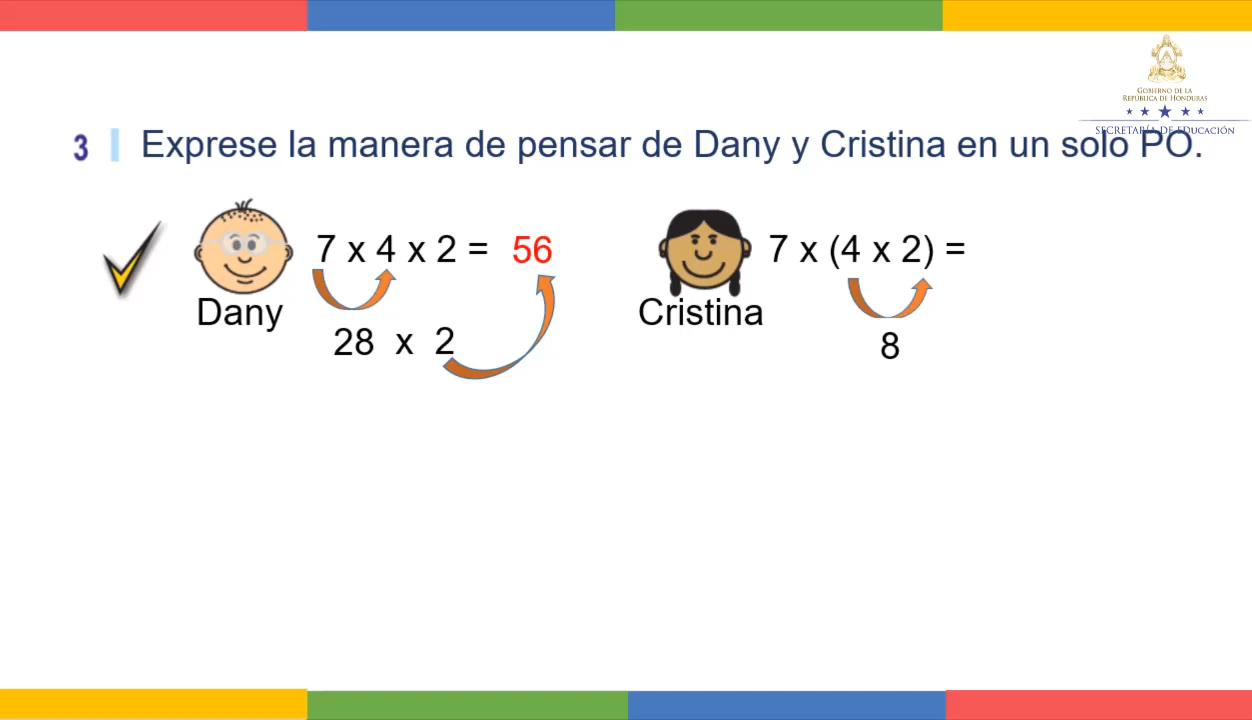 GOBIERNO DE LA
REPÚBLICA DE HONDURAS
SECRETARÍA DE EDUCACIÓN
3 Exprese la manera de pensar de Dany y Cristina en un solo PO.
7 x 4 x 2 = 56
Dany
28 x 2
7 x (4 x 2) =
Cristina
8